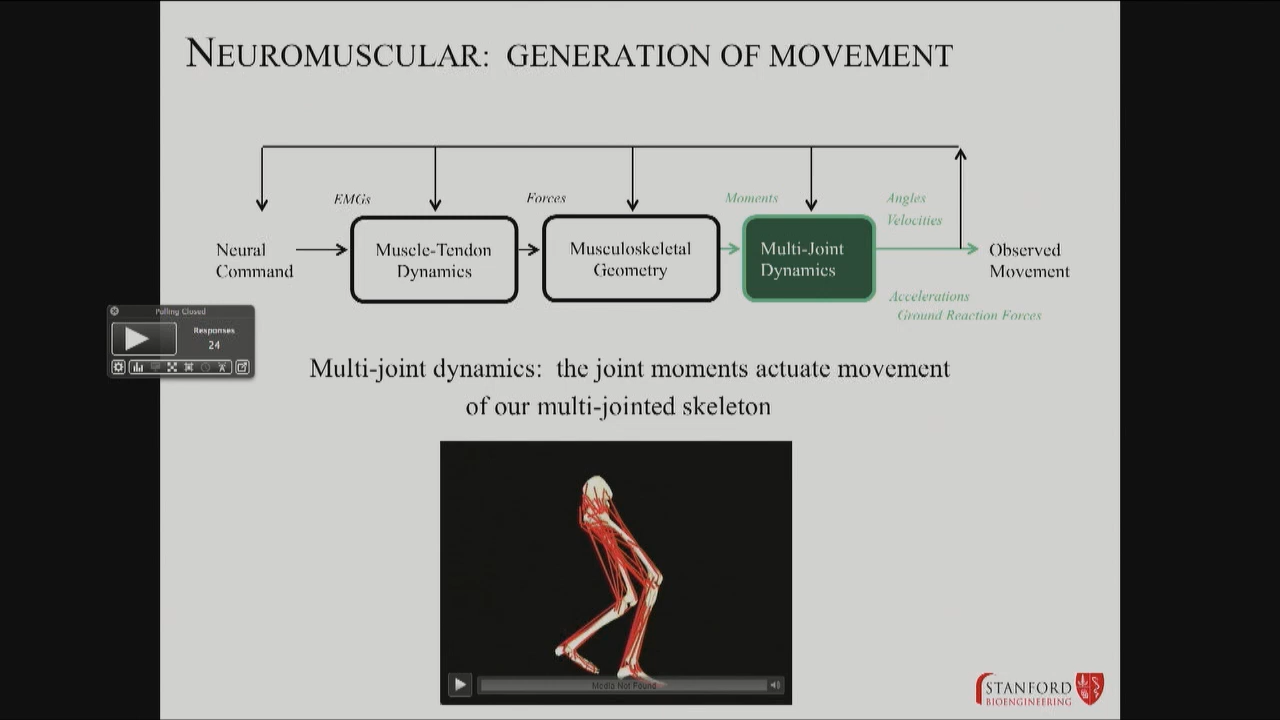 NEUROMUSCULAR: GENERATION OF MOVEMENT
EMGs
Forces
Moments
Angles
Velocities
Neural
Command
Muscle-Tendon
Dynamics
Musculoskeletal
Geometry
Multi-Joint
Dynamics
Observed
Movement
Accelerations
Ground Reaction Forces
Polling Closed
Responses
24
Multi-joint dynamics: the joint moments actuate movement
of our multi-jointed skeleton
Media Not Found
STANFORD
BIOENGINEERING